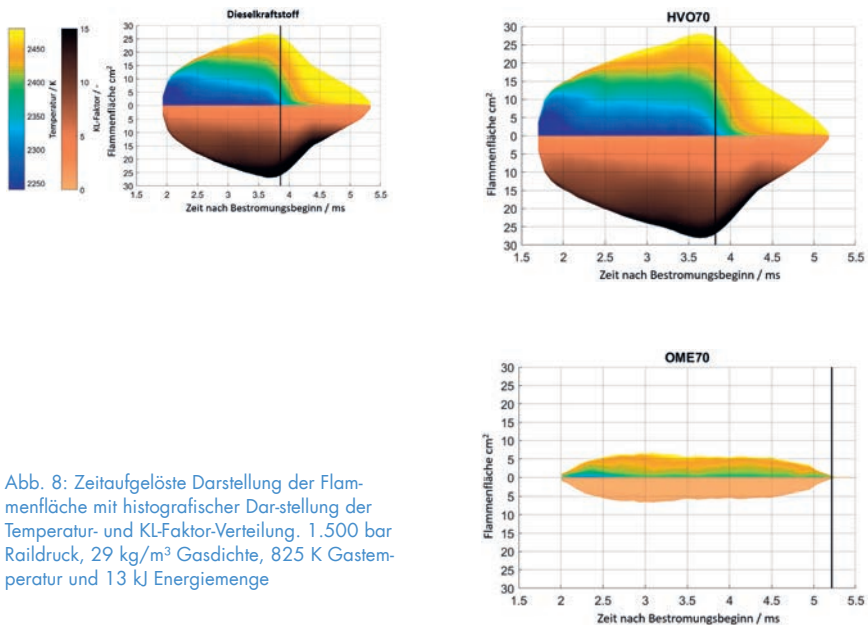 Dieselkraftstoff
2450
2400
2350
2300
2250
Temperatur / K
15
10
5
0
KL-Faktor / -
30
25
20
15
10
5
0
5
10
15
20
25
30
Flammenfläche cm²
1.5 2 2.5 3 3.5 4 4.5 5 5.5
Zeit nach Bestromungsbeginn / ms
HVO70
30
25
20
15
10
5
0
5
10
15
20
25
30
Flammenfläche cm²
1.5 2 2.5 3 3.5 4 4.5 5 5.5
Zeit nach Bestromungsbeginn / ms
OME70
30
25
20
15
10
5
0
5
10
15
20
25
30
Flammenfläche cm²
1.5 2 2.5 3 3.5 4 4.5 5 5.5
Zeit nach Bestromungsbeginn / ms
Abb. 8: Zeitaufgelöste Darstellung der Flam-
menfläche mit histografischer Dar-stellung der
Temperatur- und KL-Faktor-Verteilung. 1.500 bar
Raildruck, 29 kg/m³ Gasdichte, 825 K Gastem-
peratur und 13 kJ Energiemenge